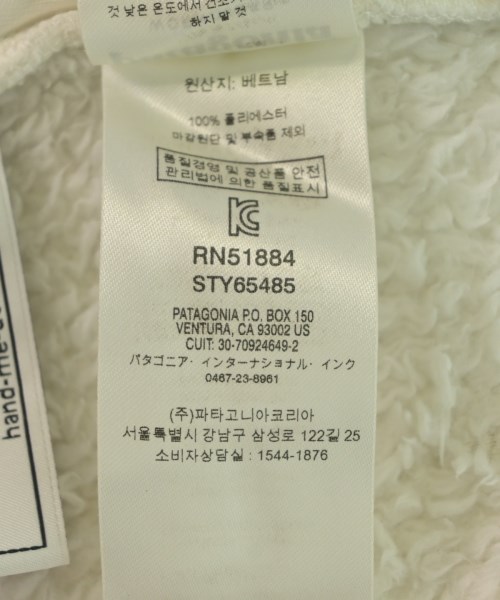 것 낮은 온도에서 건조기
하지 말 것
원산지: 베트남
100% 폴리에스터
마감원단 및 부속품 제외
품질경영 및 공산품 안전
관리법에 의한 품질표시
RN51884
STY65485
PATAGONIA P.O. BOX 150
VENTURA, CA 93002 US
CUIT: 30-70924649-2
パタゴニア・インターナショナル・インク
0467-23-8961
(주)파타고니아코리아
서울특별시 강남구 삼성로 122길 25
소비자상담실 : 1544-1876
hand-me-